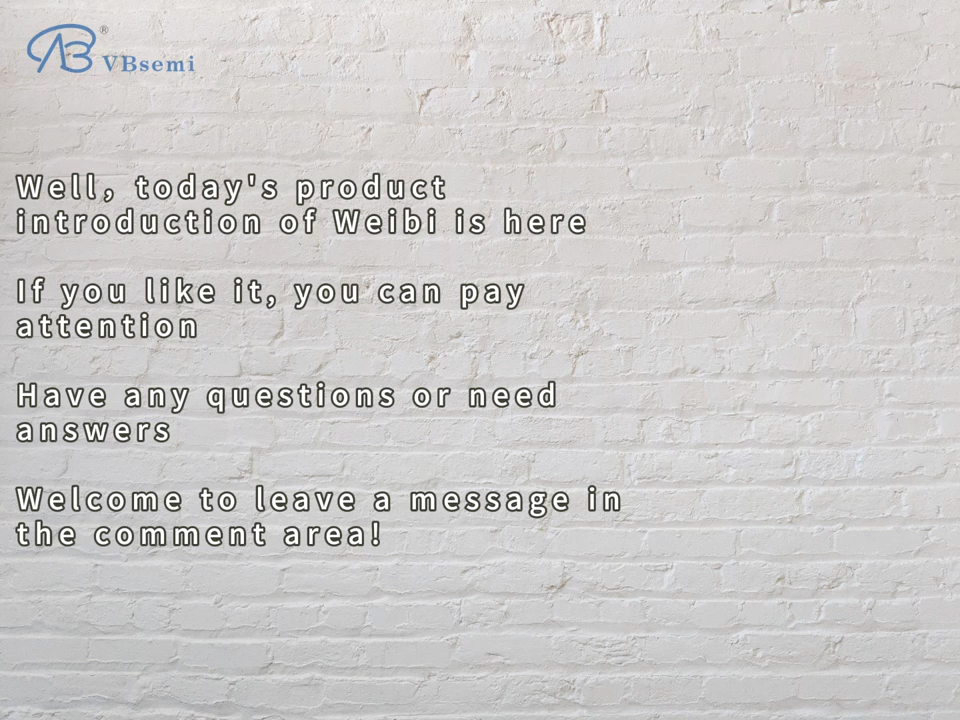 VBsemi
Well, today's product
introduction of Weibi is here
If you like it, you can pay
attention
Have any questions or need
answers
Welcome to leave a message in
the comment area!